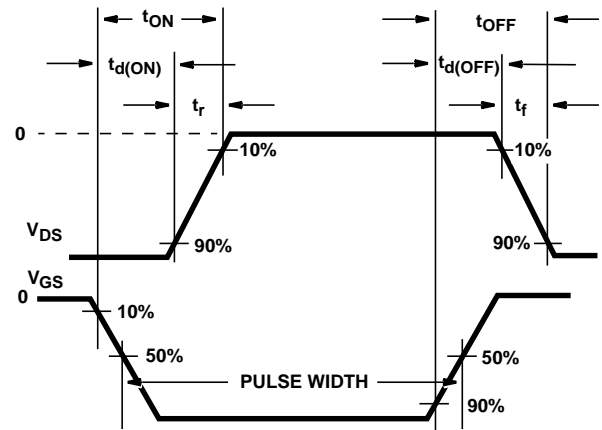 tON
tOFF
td(ON)
td(OFF)
tr
tf
0
10%
10%
VDS
90%
90%
VGS
0
10%
50%
50%
PULSE WIDTH
90%